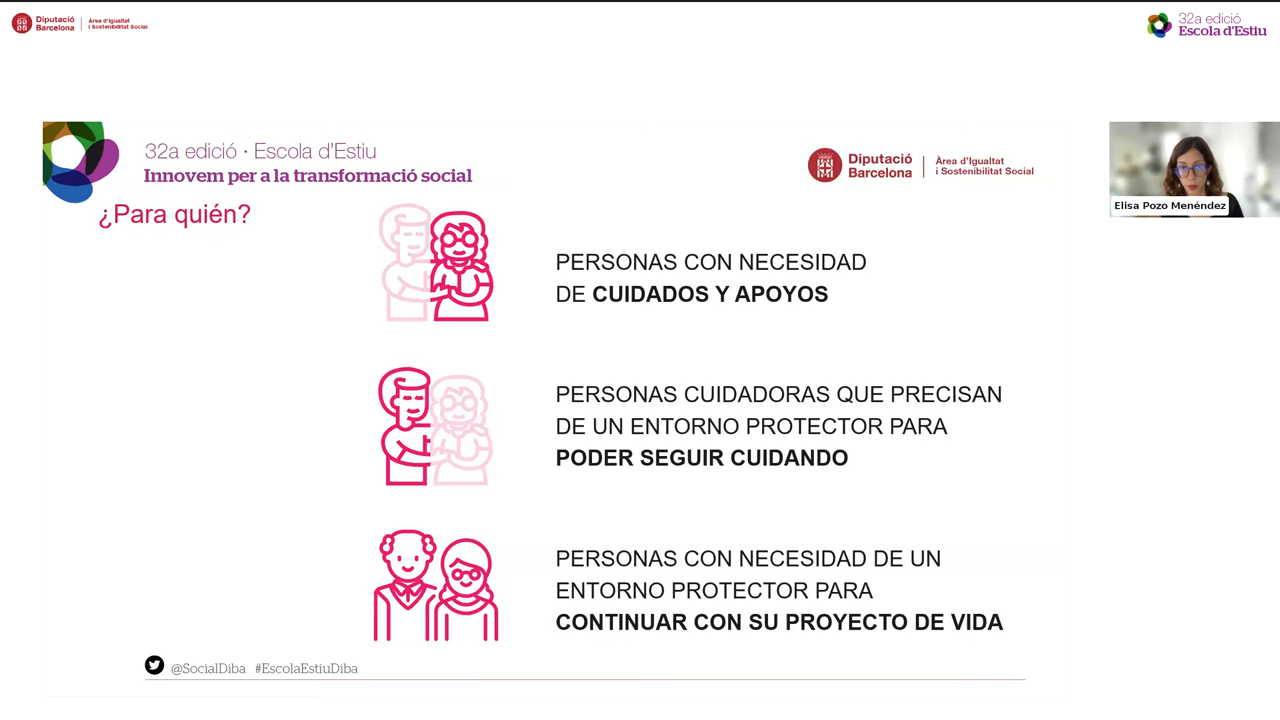 Diputació
Barcelona
Àrea d'Igualtat
i Sostenibilitat Social
32a edició
Escola d'Estiu
32a edició · Escola d'Estiu
Innovem per a la transformació social
Diputació
Barcelona
Àrea d'Igualtat
i Sostenibilitat Social
Elisa Pozo Menéndez
¿Para quién?
PERSONAS CON NECESIDAD
DE CUIDADOS Y APOYOS
PERSONAS CUIDADORAS QUE PRECISAN
DE UN ENTORNO PROTECTOR PARA
PODER SEGUIR CUIDANDO
PERSONAS CON NECESIDAD DE UN
ENTORNO PROTECTOR PARA
CONTINUAR CON SU PROYECTO DE VIDA
@SocialDiba #EscolaEstiuDiba